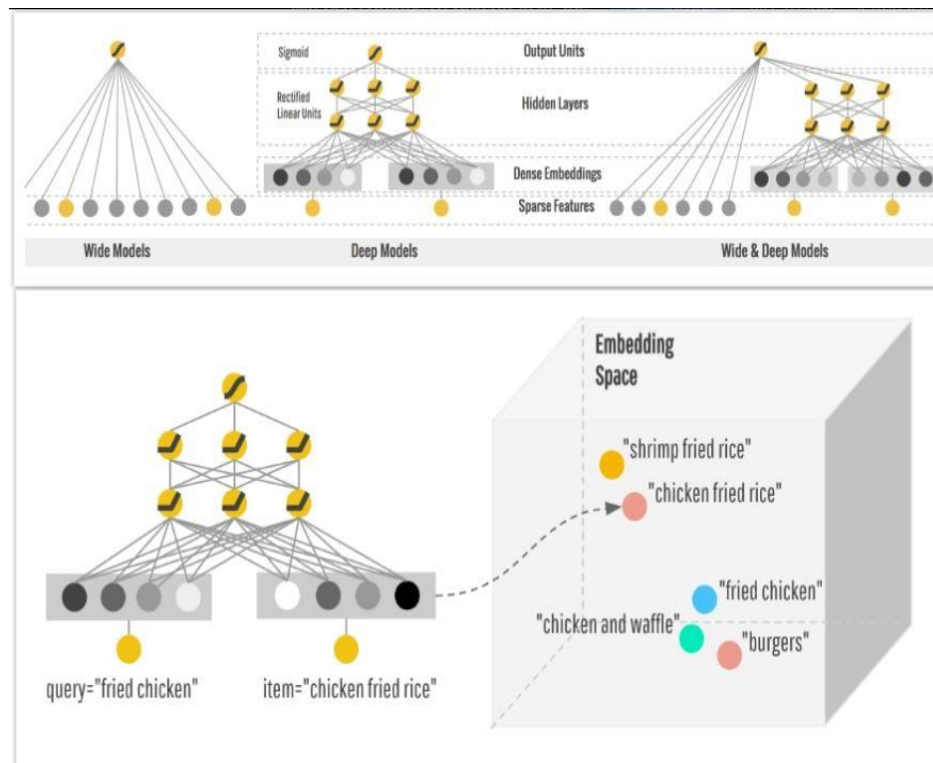 Sigmoid
Output Units
Rectified
Linear Units
Hidden Layers
Dense Embeddings
Sparse Features
Wide Models
Deep Models
Wide & Deep Models
Embedding
Space
"shrimp fried rice"
"chicken fried rice"
"fried chicken"
"chicken and waffle"
"burgers"
query="fried chicken"
item="chicken fried rice"